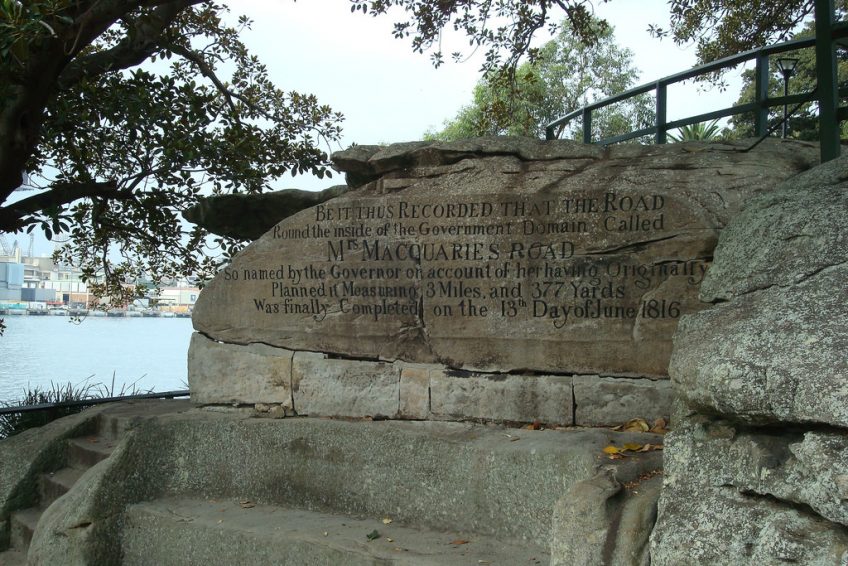 BE IT THUS RECORDED THAT THE ROAD
Round the inside of the Government Domain Called
MRS MACQUARIES ROAD
So named by the Governor on account of her having Originally
Planned it Measuring 3 Miles, and 377 Yards
Was finally Completed on the 13th Day of June 1816